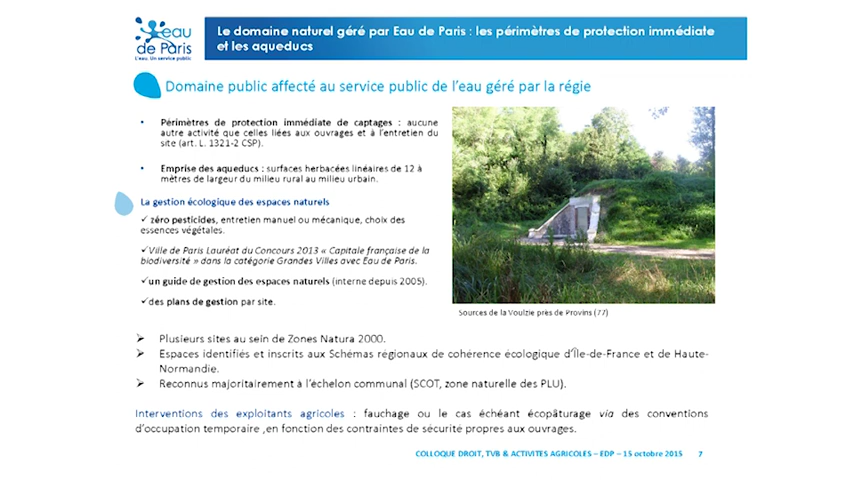 eau
de Paris
L'eau. Un service public
Le domaine naturel géré par Eau de Paris : les périmètres de protection immédiate
et les aqueducs
Domaine public affecté au service public de l'eau géré par la régie
• Périmètres de protection immédiate de captages : aucune
autre activité que celles liées aux ouvrages et à l'entretien du
site (art. L. 1321-2 CSP).
• Emprise des aqueducs : surfaces herbacées linéaires de 12 à
mètres de largeur du milieu rural au milieu urbain.
La gestion écologique des espaces naturels
✓ zéro pesticides, entretien manuel ou mécanique, choix des
essences végétales.
✓Ville de Paris Lauréat du Concours 2013 « Capitale française de la
biodiversité » dans la catégorie Grandes Villes avec Eau de Paris.
✓un guide de gestion des espaces naturels (interne depuis 2005).
✓des plans de gestion par site.
Sources de la Voulzie près de Provins (77)
➢ Plusieurs sites au sein de Zones Natura 2000.
➢ Espaces identifiés et inscrits aux Schémas régionaux de cohérence écologique d'Île-de-France et de Haute-
Normandie.
➢ Reconnus majoritairement à l'échelon communal (SCOT, zone naturelle des PLU).
Interventions des exploitants agricoles : fauchage ou le cas échéant écopâturage via des conventions
d'occupation temporaire ,en fonction des contraintes de sécurité propres aux ouvrages.
COLLOQUE DROIT, TVB & ACTIVITES AGRICOLES – EDP – 15 octobre 2015 7